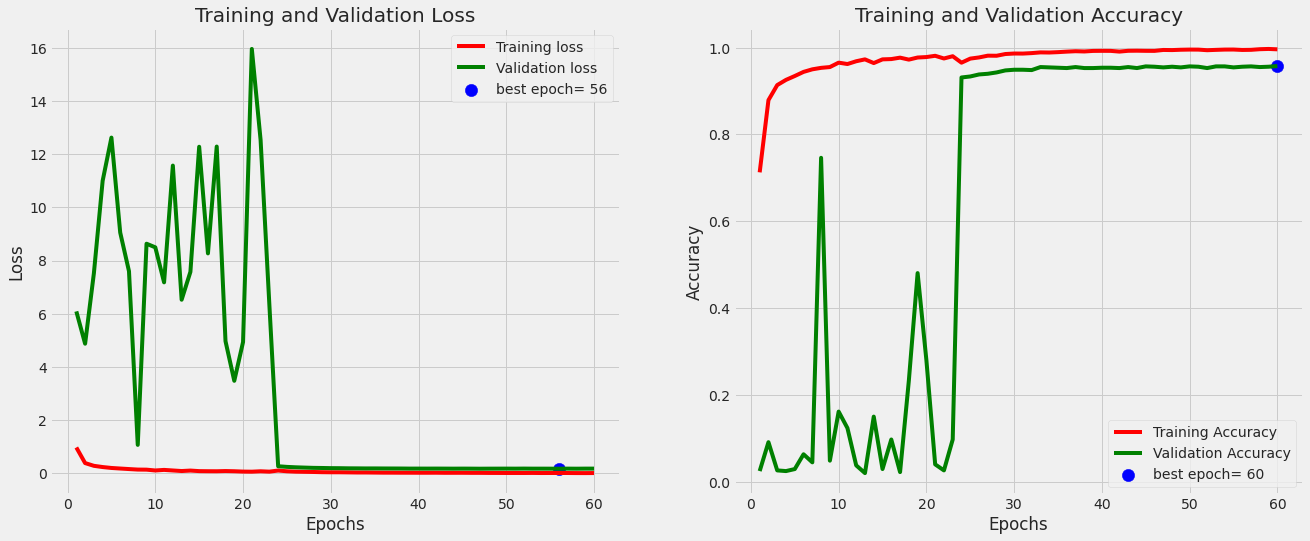 Training and Validation Loss
Training loss
Validation loss
best epoch= 56
16
14
12
10
8
6
4
2
0
Loss
0
10
20
30
40
50
60
Epochs
Training and Validation Accuracy
1.0
0.8
0.6
0.4
0.2
0.0
Accuracy
Training Accuracy
Validation Accuracy
best epoch= 60
0
10
20
30
40
50
60
Epochs